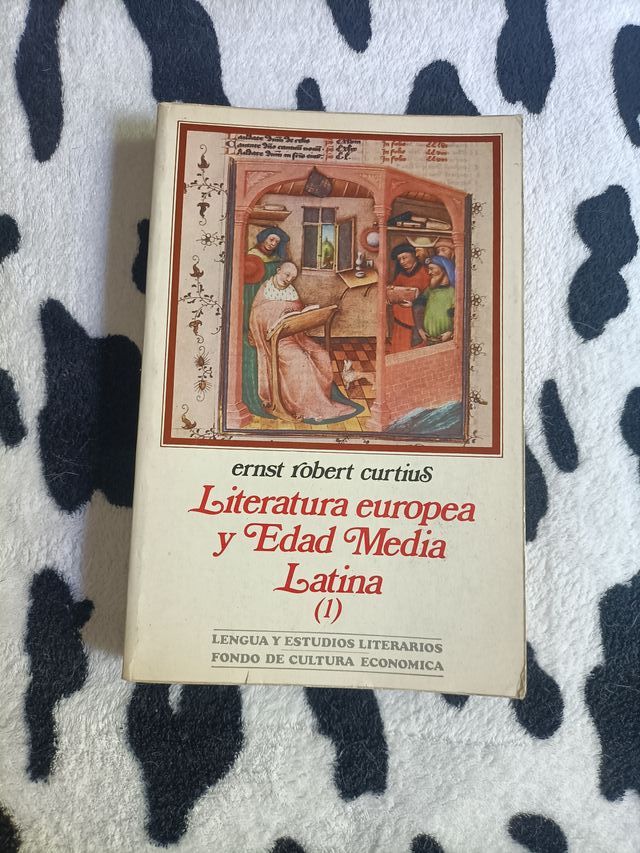 ernst robert curtius
Literatura europea
y Edad Media
Latina
(1)
LENGUA Y ESTUDIOS LITERARIOS
FONDO DE CULTURA ECONOMICA